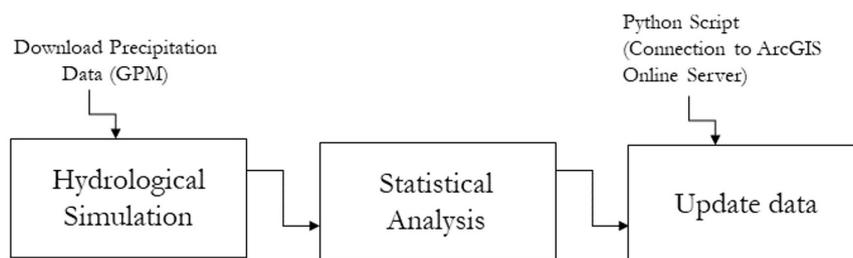 Download Precipitation
Data (GPM)
Python Script
(Connection to ArcGIS
Online Server)
Hydrological
Simulation
Statistical
Analysis
Update data